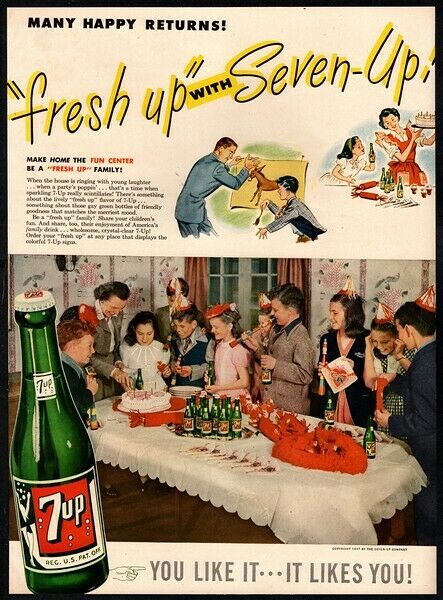 MANY HAPPY RETURNS!
"fresh up" WITH Seven-Up!
MAKE HOME THE FUN CENTER
BE A "FRESH UP" FAMILY!
When the house is ringing with young laughter
. . . when a party's poppin' . . . that's a time when
sparkling 7-Up really scintillates! There's something
about the lively "fresh up" flavor of 7-Up . . .
something about those gay green bottles of friendly
goodness that matches the merriest mood.
Be a "fresh up" family! Share your children's
fun. And share, too, their enjoyment of America's
family drink . . . wholesome, crystal-clear 7-Up!
Order your "fresh up" at any place that displays the
colorful 7-Up signs.
7up
7up
REG. U.S. PAT. OFF.
COPYRIGHT 1947 BY THE SEVEN-UP COMPANY
YOU LIKE IT···IT LIKES YOU!